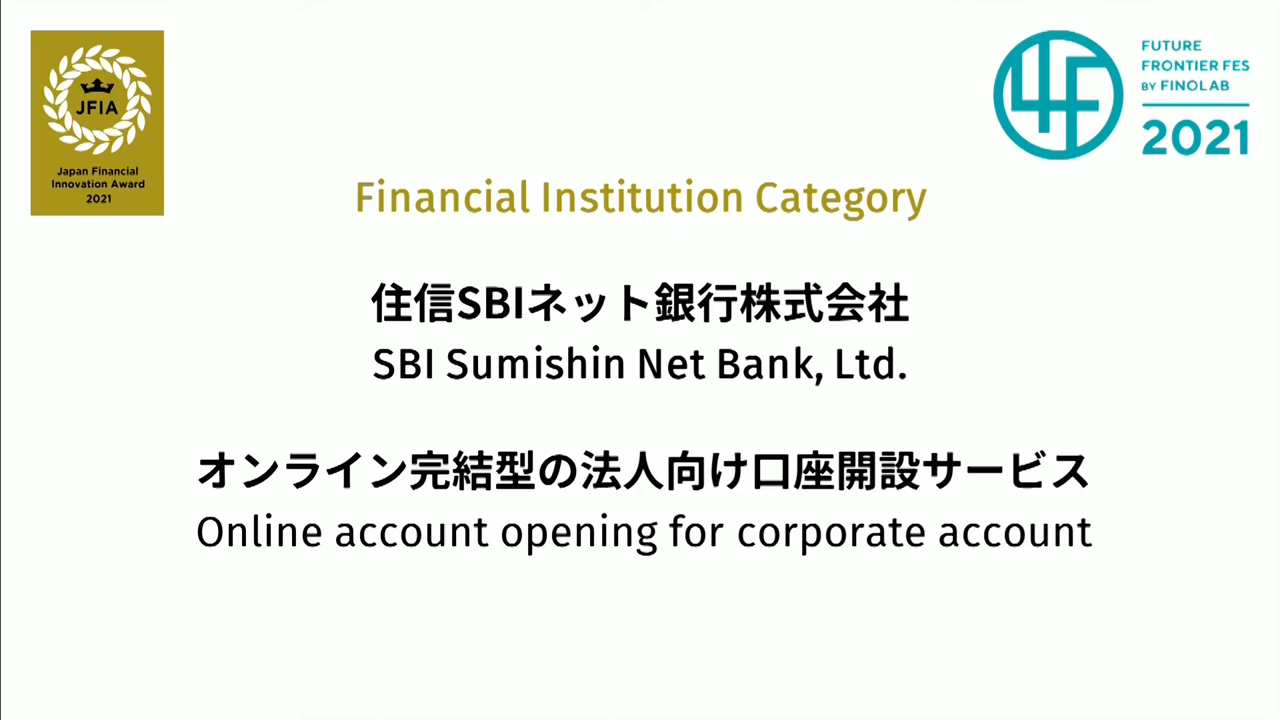 JFIA
Japan Financial
Innovation Award
2021
FUTURE
FRONTIER FES
BY FINOLAB
2021
Financial Institution Category
住信SBIネット銀行株式会社
SBI Sumishin Net Bank, Ltd.
オンライン完結型の法人向け口座開設サービス
Online account opening for corporate account